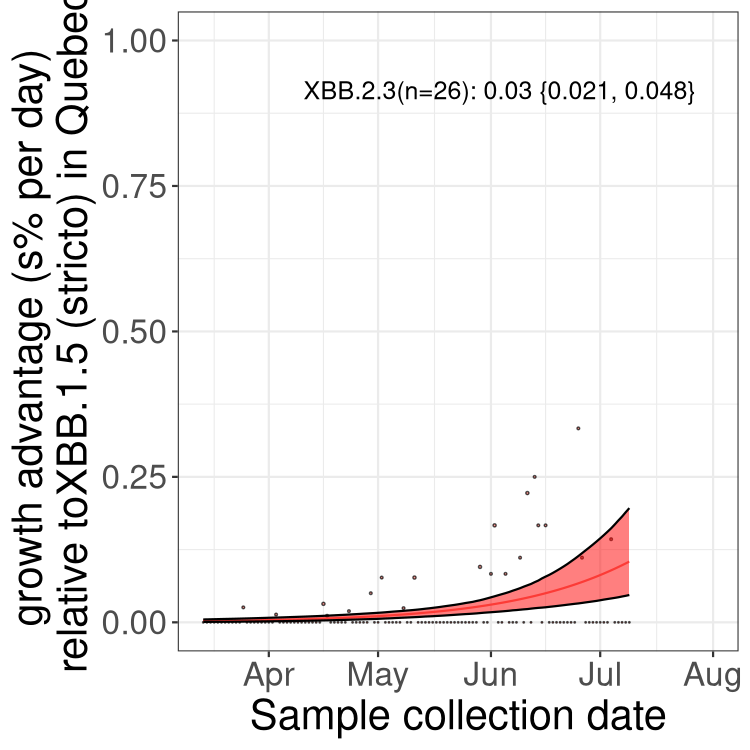 growth advantage (s% per day)
relative toXBB.1.5 (stricto) in Quebec
1.00
0.75
0.50
0.25
0.00
XBB.2.3(n=26): 0.03 {0.021, 0.048}
Apr
May
Jun
Jul
Aug
Sample collection date